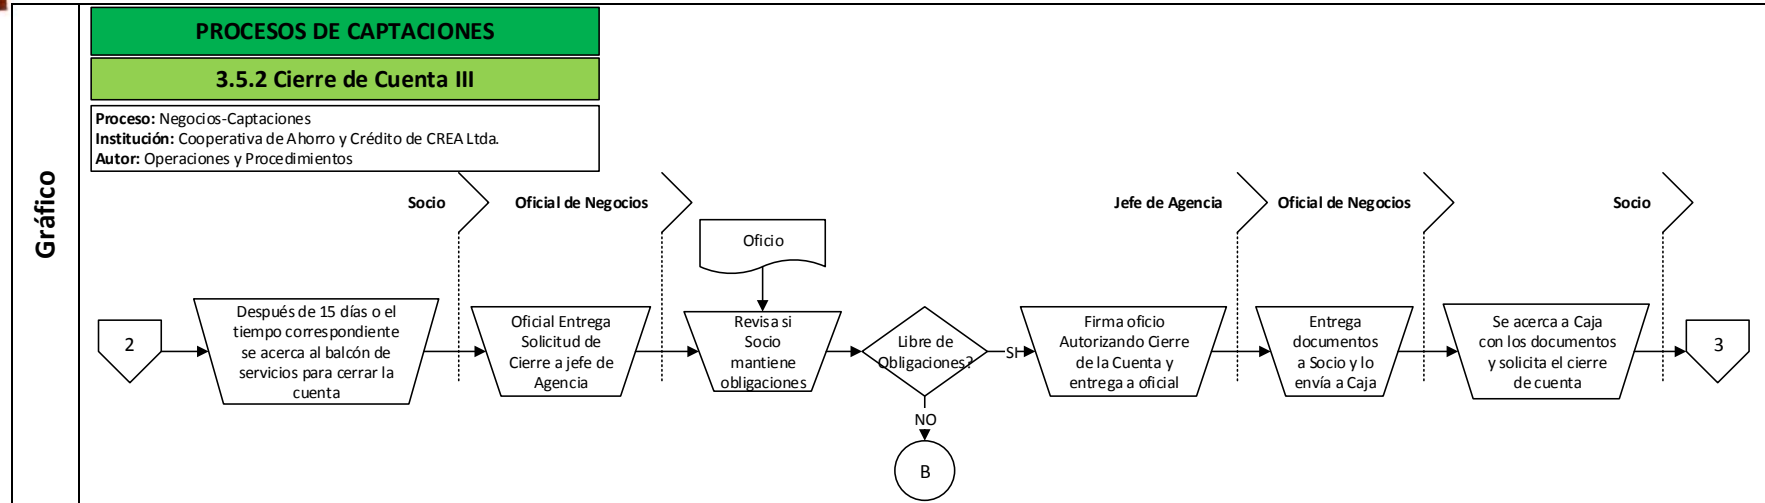 PROCESOS DE CAPTACIONES
3.5.2 Cierre de Cuenta III
Proceso: Negocios-Captaciones
Institución: Cooperativa de Ahorro y Crédito de CREA Ltda.
Autor: Operaciones y Procedimientos
Gráfico
Socio
Oficial de Negocios
Jefe de Agencia
Oficial de Negocios
Socio
Oficio
2
Después de 15 días o el
tiempo correspondiente
se acerca al balcón de
servicios para cerrar la
cuenta
Oficial Entrega
Solicitud de
Cierre a jefe de
Agencia
Revisa si
Socio
mantiene
obligaciones
Libre de
Obligaciones?
SI
NO
B
Firma oficio
Autorizando Cierre
de la Cuenta y
entrega a oficial
Entrega
documentos
a Socio y lo
envía a Caja
Se acerca a Caja
con los documentos
y solicita el cierre
de cuenta
3